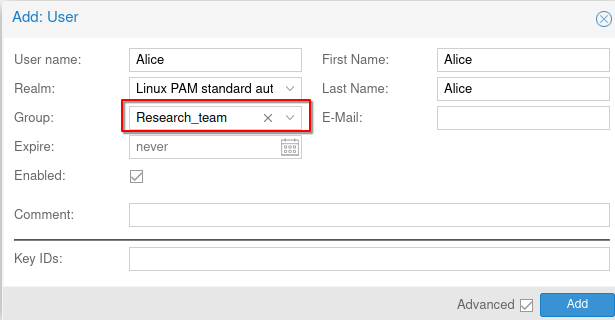 Add: User
User name: Alice First Name: Alice
Realm: Linux PAM standard aut Last Name: Alice
Group: Research_team E-Mail:
Expire: never
Enabled:
Comment:
Key IDs:
Advanced Add